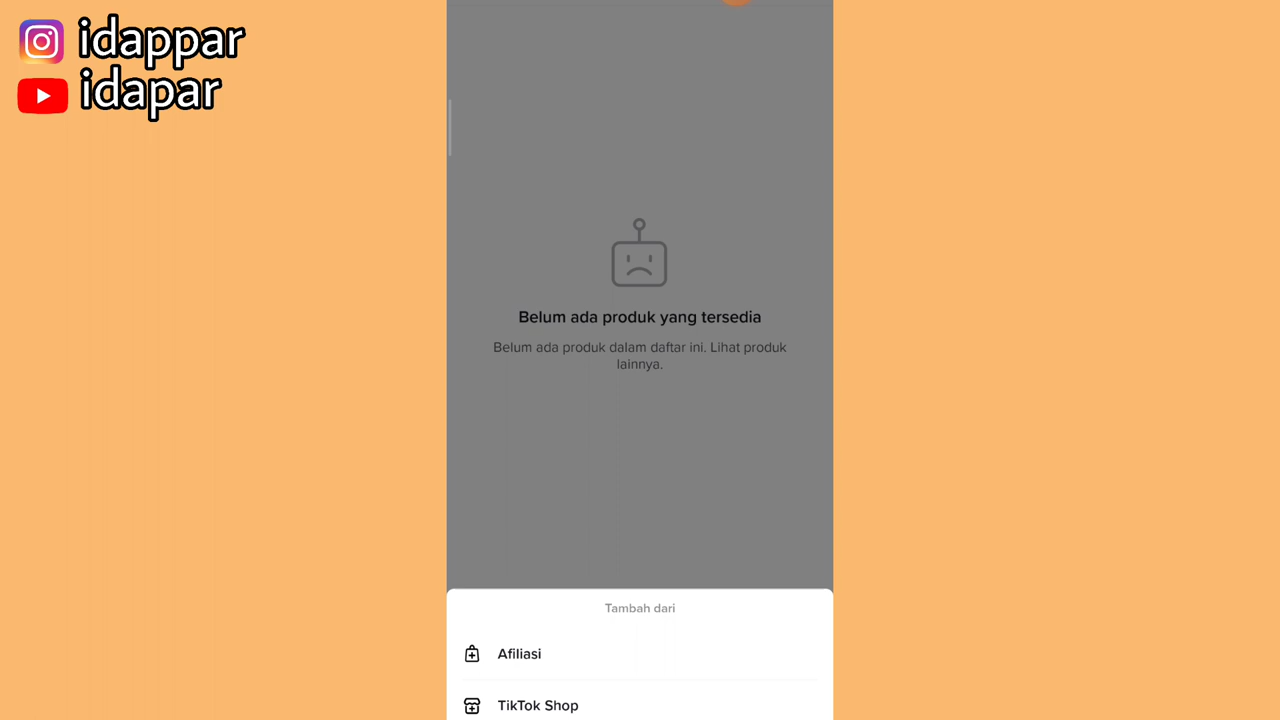 idappar
idapar
Belum ada produk yang tersedia
Belum ada produk dalam daftar ini. Lihat produk
lainnya.
Tambah dari
Afiliasi
TikTok Shop